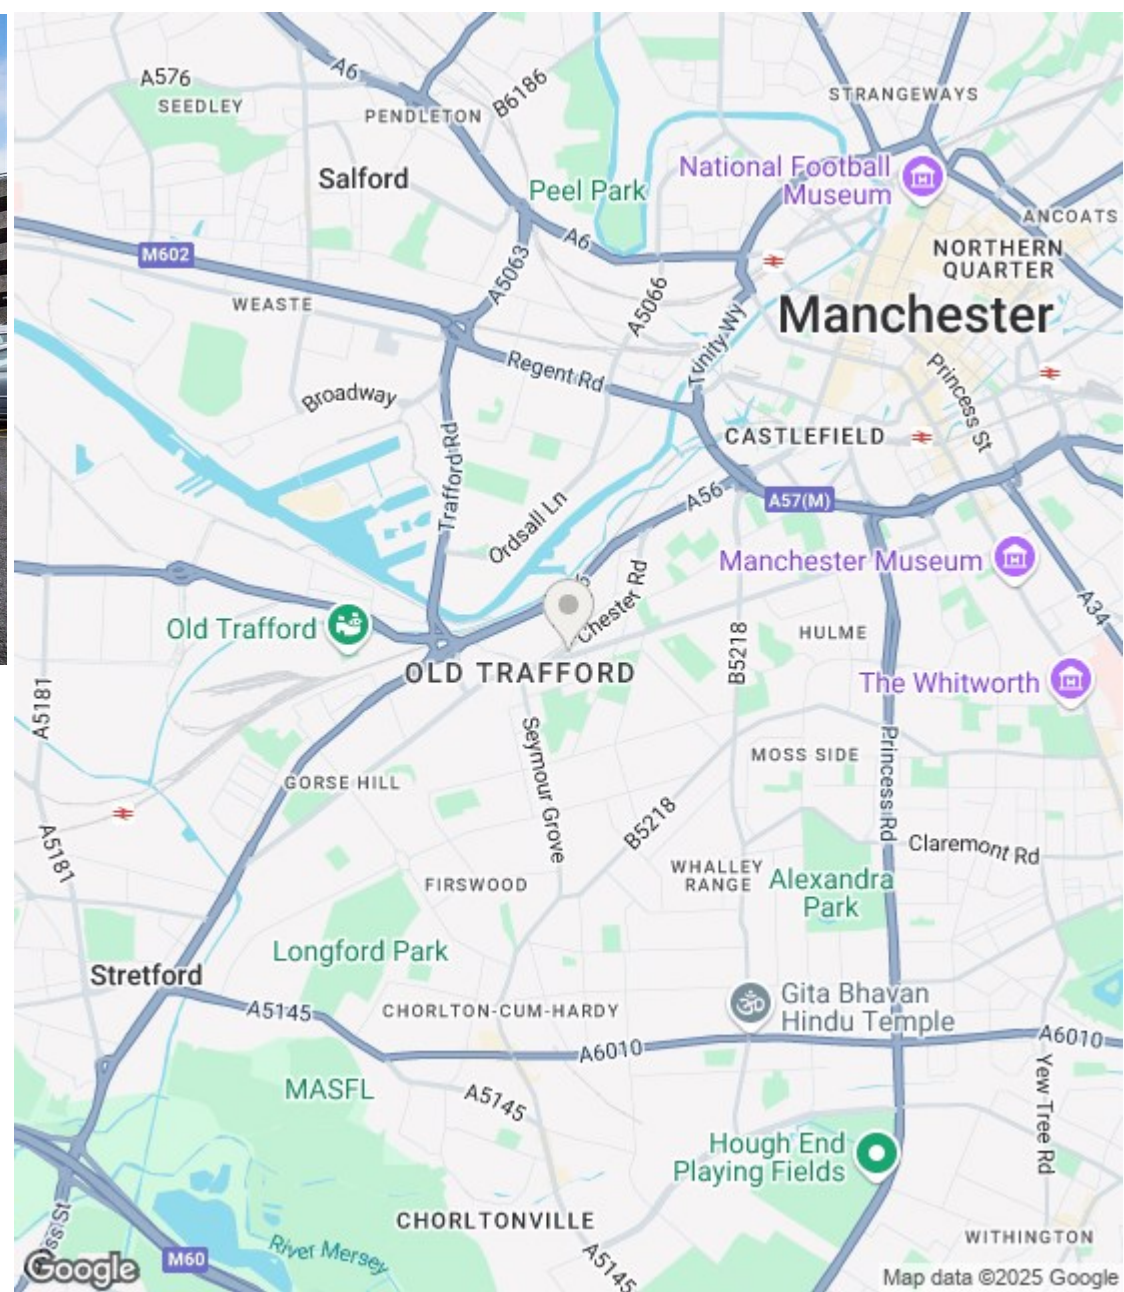 A576
SEEDLEY
A6
PENDLETON
B6186
STRANGEWAYS
National Football
Museum
Salford
Peel Park
ANCOATS
M602
A5063
A6
NORTHERN
QUARTER
WEASTE
A5066
Manchester
Trinity Wy
Regent Rd
Princess St
Broadway
CASTLEFIELD
Trafford Rd
A56
A57(M)
Ordsall Ln
Manchester Museum
Chester Rd
A34
Old Trafford
HULME
B5218
OLD TRAFFORD
The Whitworth
A5181
Seymour Grove
MOSS SIDE
Princess Rd
GORSE HILL
B5218
A5181
Claremont Rd
FIRSWOOD
WHALLEY
RANGE
Alexandra
Park
Longford Park
Stretford
A5145
CHORLTON-CUM-HARDY
Gita Bhavan
Hindu Temple
A6010
A6010
MASFL
A5145
Yew Tree Rd
Hough End
Playing Fields
CHORLTONVILLE
WITHINGTON
River Mersey
M60
A5145
Google
Map data ©2025 Google